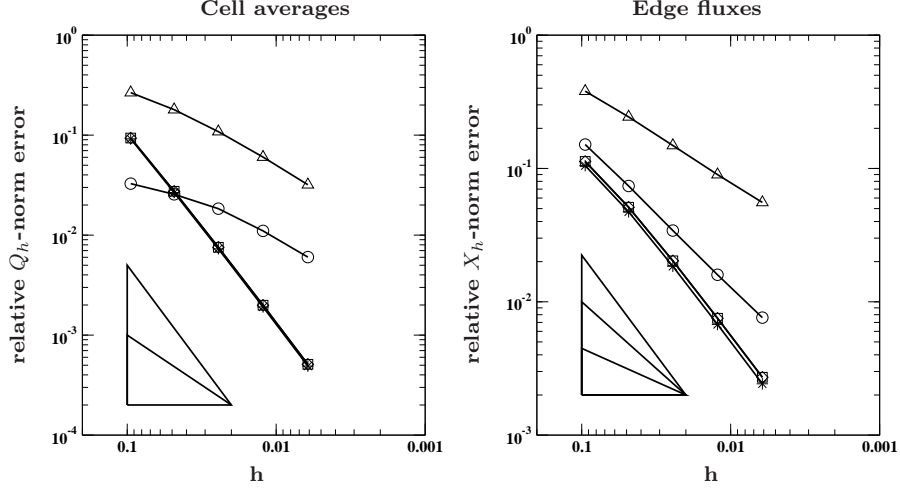 Cell averages
relative Q_h-norm error
10^0
10^-1
10^-2
10^-3
10^-4
0.1 0.01 0.001
h
Edge fluxes
relative X_h-norm error
10^0
10^-1
10^-2
10^-3
0.1 0.01 0.001
h